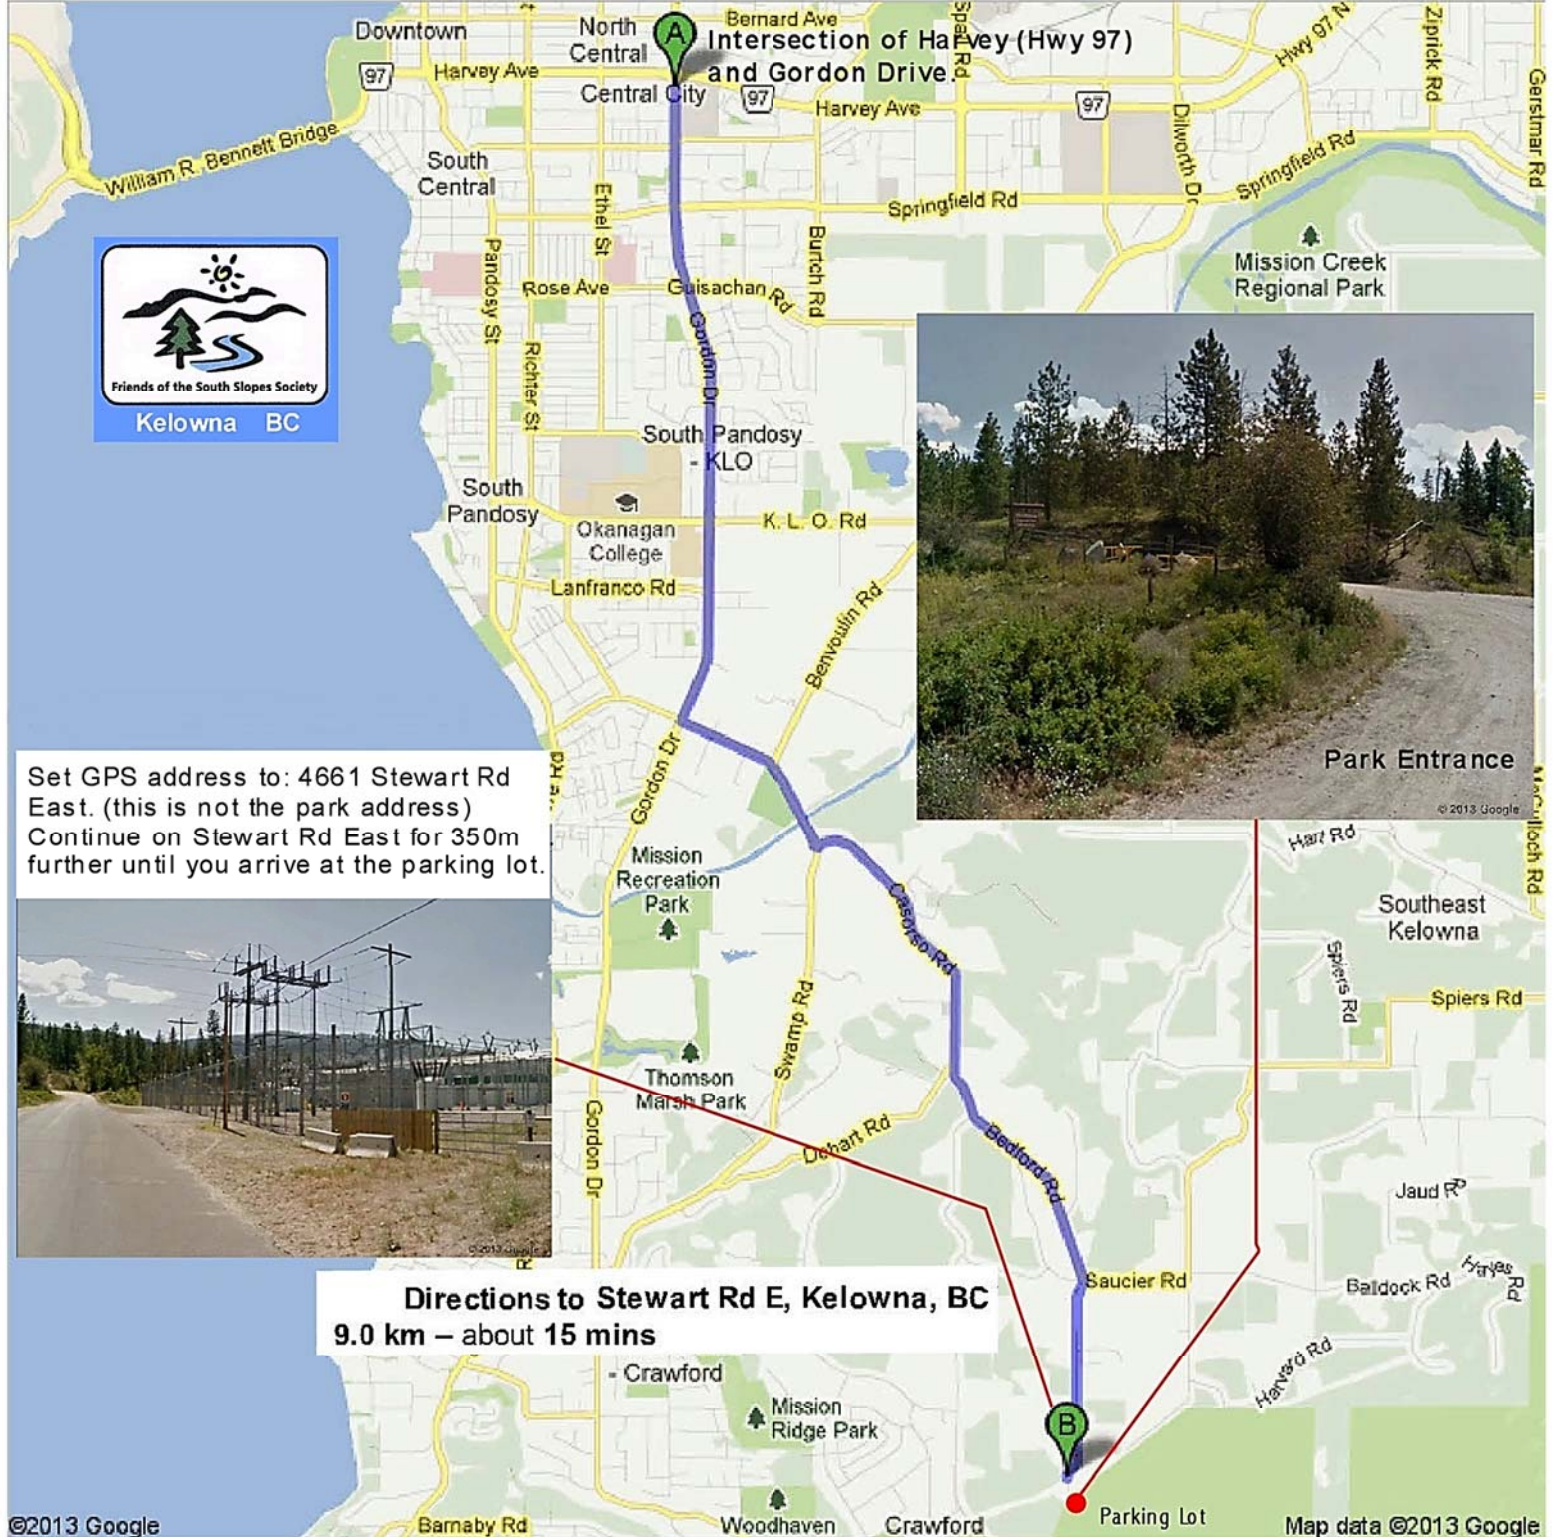 Downtown
North
Central
Bernard Ave
Intersection of Harvey (Hwy 97)
and Gordon Drive.
A
Spall Rd
Hwy 97 N
Ziprick Rd
Gerstmar Rd
97
Harvey Ave
Central City
97
Harvey Ave
97
Dilworth Dr
William R. Bennett Bridge
South
Central
Springfield Rd
Springfield Rd
Ethel St
Burtch Rd
Pandosy St
Mission Creek
Regional Park
Rose Ave
Guisachan Rd
Gordon Dr
Richter St
Friends of the South Slopes Society
Kelowna BC
South Pandosy
- KLO
South
Pandosy
Okanagan
College
K. L. O. Rd
Lanfranco Rd
Benvoulin Rd
Gordon Dr
Park Entrance
© 2013 Google
McCulloch Rd
Set GPS address to: 4661 Stewart Rd
East. (this is not the park address)
Continue on Stewart Rd East for 350m
further until you arrive at the parking lot.
Hart Rd
Mission
Recreation
Park
Casorso Rd
Southeast
Kelowna
Spiers Rd
Spiers Rd
Swamp Rd
Thomson
Marsh Park
Gordon Dr
Dehart Rd
Bedford Rd
Jaud Rd
© 2013 Google
Saucier Rd
Balldock Rd
Hayes Rd
Directions to Stewart Rd E, Kelowna, BC
9.0 km – about 15 mins
Harvard Rd
- Crawford
Mission
Ridge Park
B
Parking Lot
©2013 Google
Barnaby Rd
Woodhaven
Crawford
Map data ©2013 Google